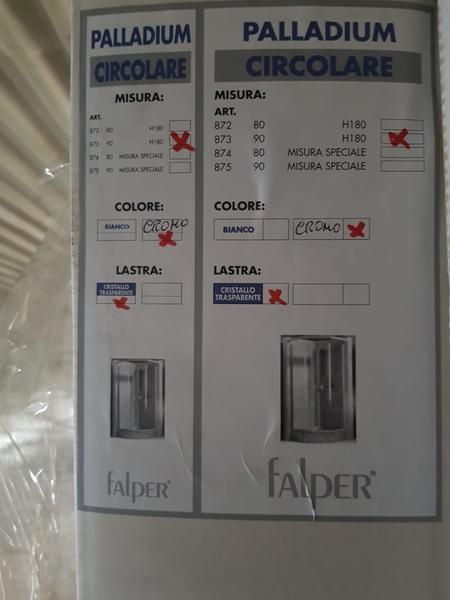 PALLADIUM
CIRCOLARE
MISURA:
ART.
872 80 H180
873 90 H180
874 80 MISURA SPECIALE
875 90 MISURA SPECIALE
COLORE:
BIANCO CROMO
LASTRA:
CRISTALLO
TRASPARENTE
falper®
PALLADIUM
CIRCOLARE
MISURA:
ART.
872 80 H180
873 90 H180
874 80 MISURA SPECIALE
875 90 MISURA SPECIALE
COLORE:
BIANCO CROMO
LASTRA:
CRISTALLO
TRASPARENTE
falper®